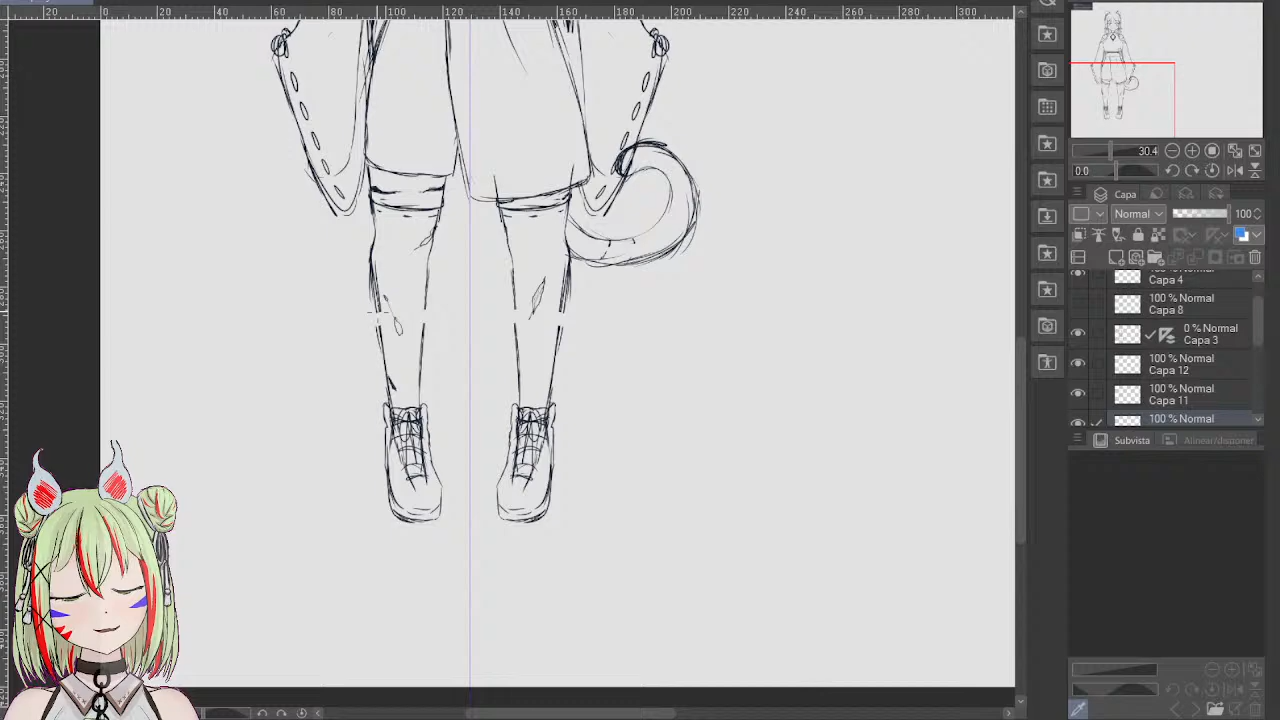 20 0 20 40 60 80 100 120 140 160 180 200 220 240 260 280 300
30.4
0.0
Capa
Normal 100
Capa 4
100 % Normal
Capa 8
0 % Normal
Capa 3
100 % Normal
Capa 12
100 % Normal
Capa 11
100 % Normal
Subvista Alinear/disponer